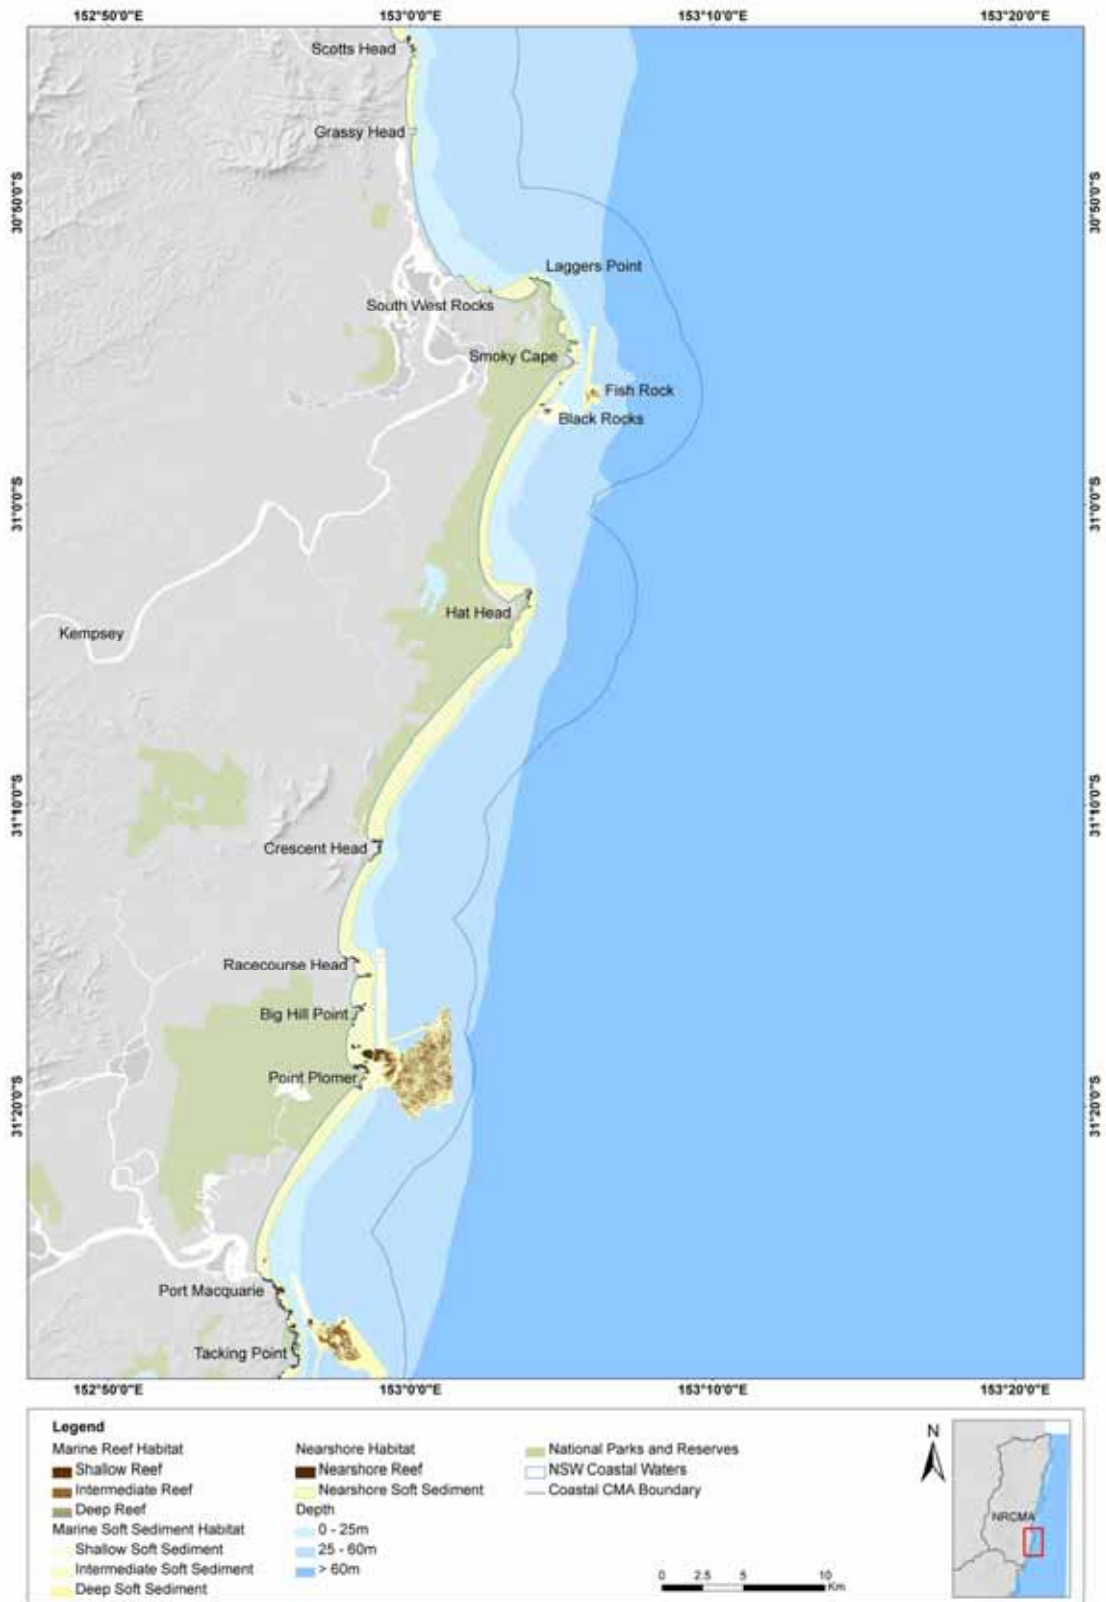 152°50'0"E 153°0'0"E 153°10'0"E 153°20'0"E
Scotts Head
Grassy Head
30°50'0"S 30°50'0"S
Laggers Point
South West Rocks
Smoky Cape
Fish Rock
Black Rocks
31°0'0"S 31°0'0"S
Hat Head
Kempsey
31°10'0"S 31°10'0"S
Crescent Head
Racecourse Head
Big Hill Point
Point Plomer
31°20'0"S 31°20'0"S
Port Macquarie
Tacking Point
152°50'0"E 153°0'0"E 153°10'0"E 153°20'0"E
Legend
Marine Reef Habitat
Shallow Reef
Intermediate Reef
Deep Reef
Marine Soft Sediment Habitat
Shallow Soft Sediment
Intermediate Soft Sediment
Deep Soft Sediment
Nearshore Habitat
Nearshore Reef
Nearshore Soft Sediment
Depth
0 - 25m
25 - 60m
> 60m
National Parks and Reserves
NSW Coastal Waters
Coastal CMA Boundary
0 2.5 5 10
Km
N
NRCMA